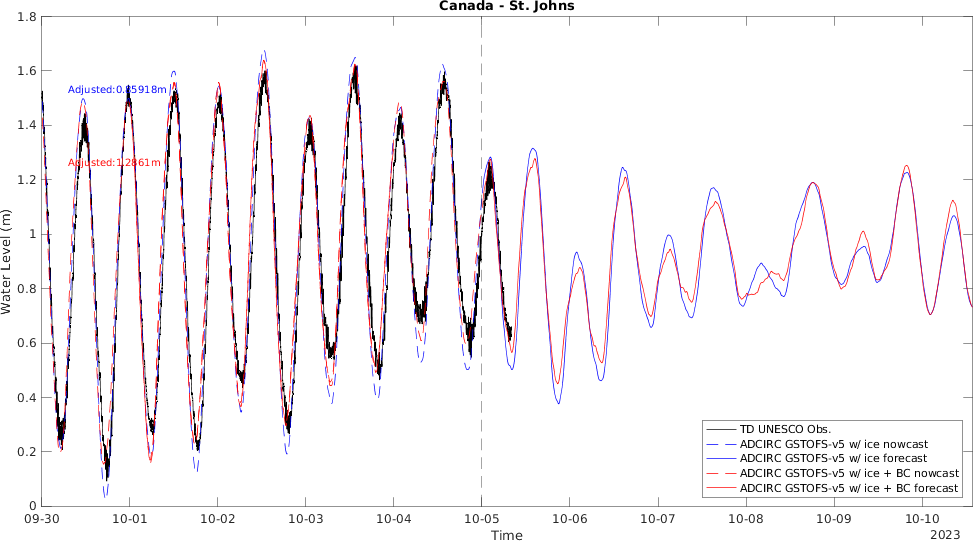 Canada - St. Johns
1.8
1.6
1.4
1.2
1
0.8
0.6
0.4
0.2
0
Water Level (m)
Adjusted:0.85918m
Adjusted:1.2861m
09-30
10-01
10-02
10-03
10-04
10-05
10-06
10-07
10-08
10-09
10-10
Time
2023
TD UNESCO Obs.
ADCIRC GSTOFS-v5 w/ ice nowcast
ADCIRC GSTOFS-v5 w/ ice forecast
ADCIRC GSTOFS-v5 w/ ice + BC nowcast
ADCIRC GSTOFS-v5 w/ ice + BC forecast